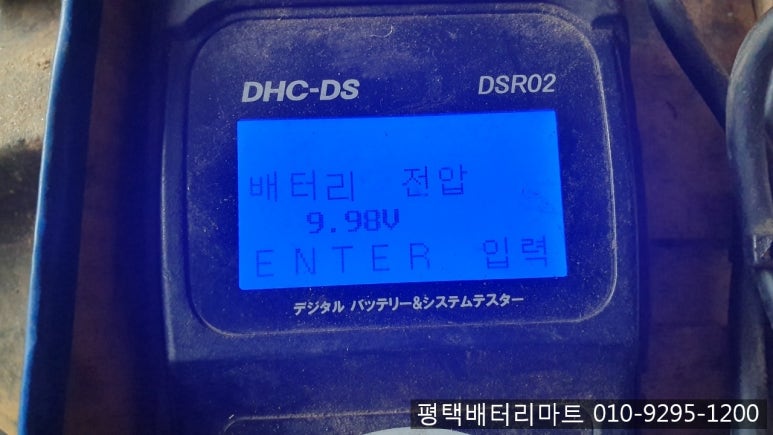 DHC-DS DSR02
배터리 전압
9.98V
ENTER 입력
デジタル バッテリー&システムテスター
평택배터리마트 010-9295-1200